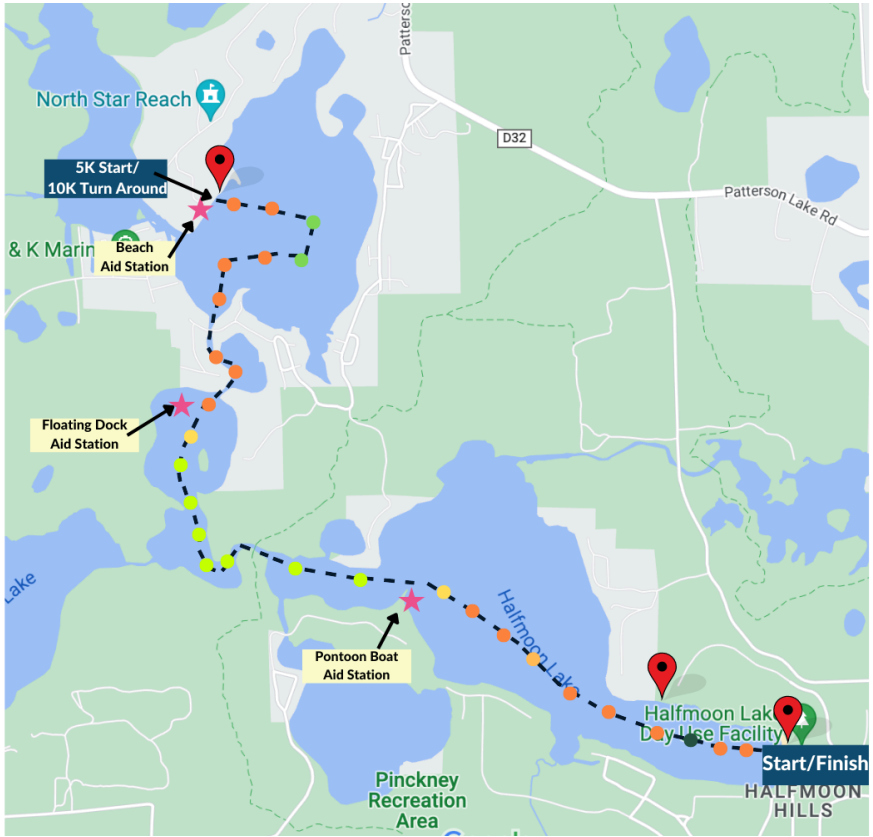 Patterson
North Star Reach
D32
5K Start/
10K Turn Around
Patterson Lake Rd
& K Marin
Beach
Aid Station
Floating Dock
Aid Station
Lake
Halfmoon Lake
Pontoon Boat
Aid Station
Halfmoon Lake
Day Use Facility
Start/Finish
HALFMOON
HILLS
Pinckney
Recreation
Area